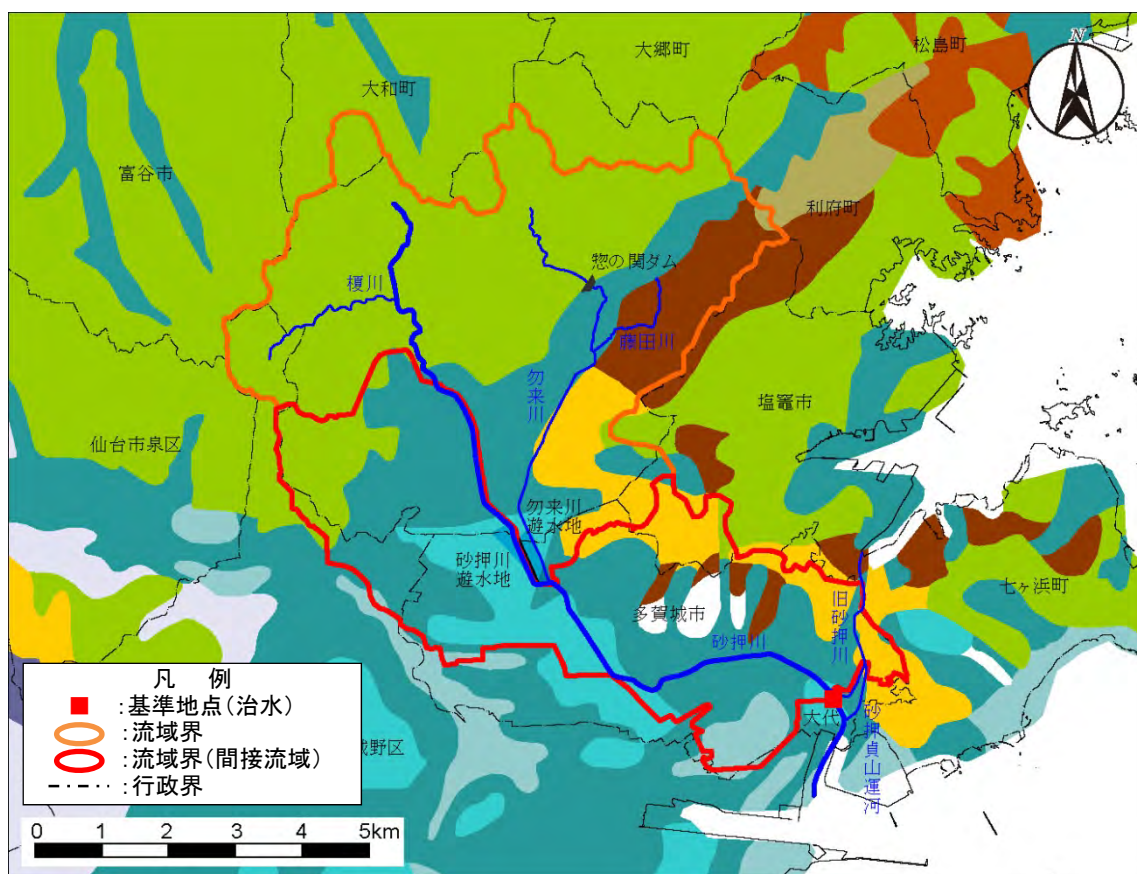 大郷町
松島町
N
大和町
富谷市
利府町
惣の関ダム
榎川
藤田川
勿来川
塩竈市
仙台市泉区
勿来川
遊水地
砂押川
遊水地
七ヶ浜町
多賀城市
旧砂押川
砂押川
大代
砂押貞山運河
野区
凡 例
:基準地点(治水)
:流域界
:流域界(間接流域)
:行政界
0 1 2 3 4 5km